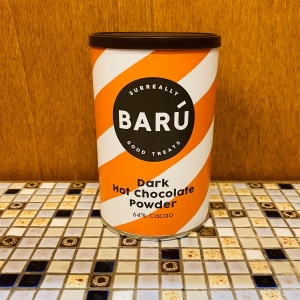 SURREALLY
BARÚ
GOOD TREATS
Dark
Hot Chocolate
Powder
64% Cacao